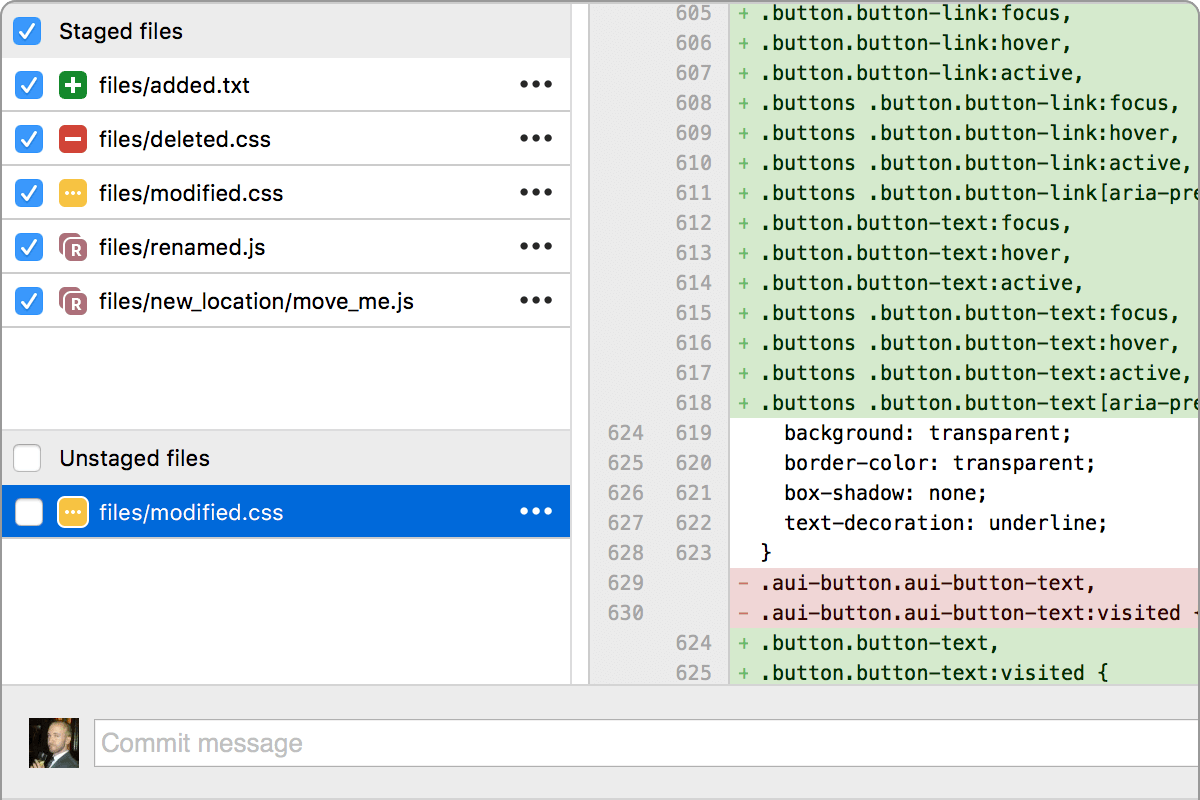 Staged files
files/added.txt
files/deleted.css
files/modified.css
R files/renamed.js
R files/new_location/move_me.js
Unstaged files
files/modified.css
605 + .button.button-link:focus,
606 + .button.button-link:hover,
607 + .button.button-link:active,
608 + .buttons .button.button-link:focus,
609 + .buttons .button.button-link:hover,
610 + .buttons .button.button-link:active,
611 + .buttons .button.button-link[aria-pre
612 + .button.button-text:focus,
613 + .button.button-text:hover,
614 + .button.button-text:active,
615 + .buttons .button.button-text:focus,
616 + .buttons .button.button-text:hover,
617 + .buttons .button.button-text:active,
618 + .buttons .button.button-text[aria-pre
624 619 background: transparent;
625 620 border-color: transparent;
626 621 box-shadow: none;
627 622 text-decoration: underline;
628 623 }
629 - .aui-button.aui-button-text,
630 - .aui-button.aui-button-text:visited {
624 + .button.button-text,
625 + .button.button-text:visited {
Commit message